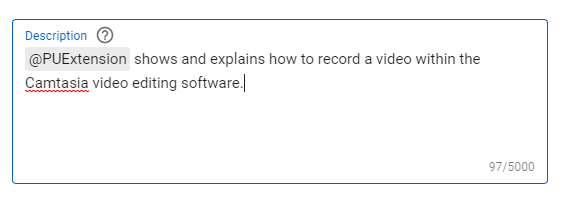 Description ?
@PUExtension shows and explains how to record a video within the
Camtasia video editing software.
97/5000